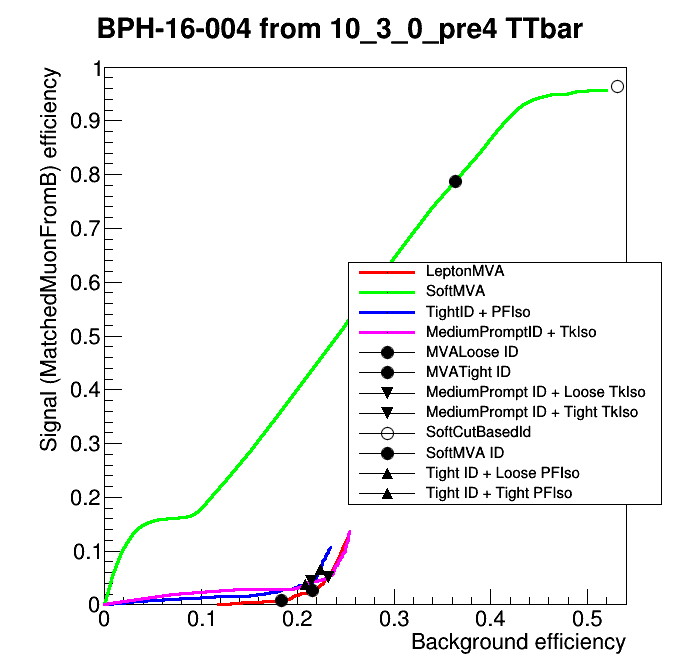 BPH-16-004 from 10_3_0_pre4 TTbar
Signal (MatchedMuonFromB) efficiency
1
0.9
0.8
0.7
0.6
0.5
0.4
0.3
0.2
0.1
0
LeptonMVA
SoftMVA
TightID + PFIso
MediumPromptID + TkIso
MVALoose ID
MVATight ID
MediumPrompt ID + Loose TkIso
MediumPrompt ID + Tight TkIso
SoftCutBasedId
SoftMVA ID
Tight ID + Loose PFIso
Tight ID + Tight PFIso
0 0.1 0.2 0.3 0.4 0.5
Background efficiency